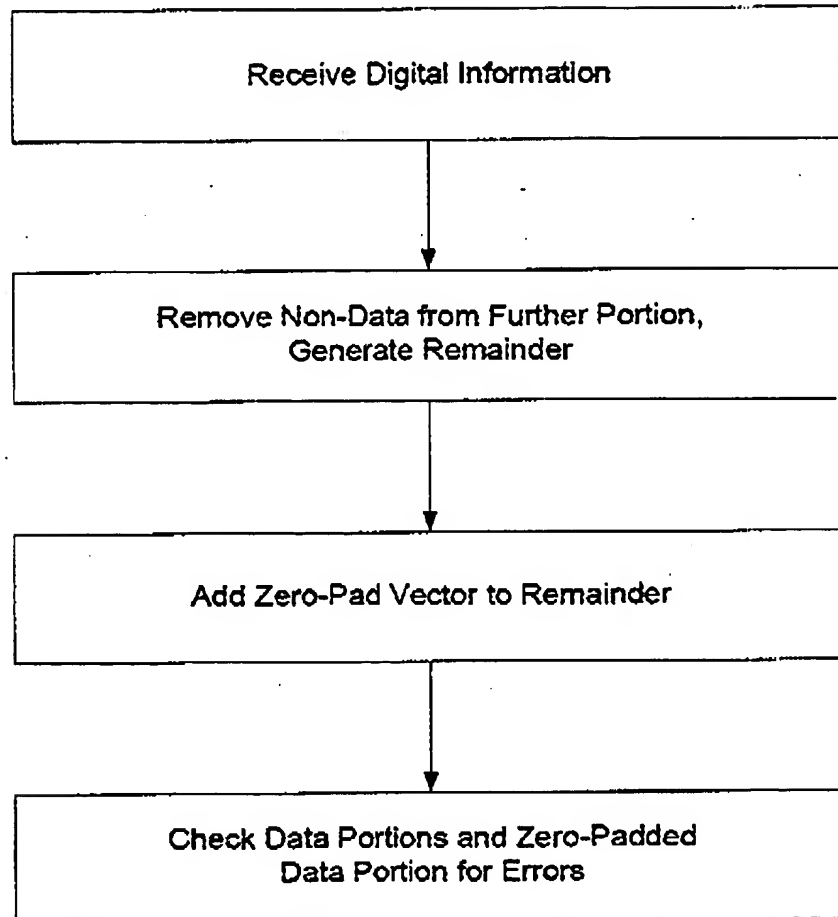 Receive Digital Information
Remove Non-Data from Further Portion,
Generate Remainder
Add Zero-Pad Vector to Remainder
Check Data Portions and Zero-Padded
Data Portion for Errors